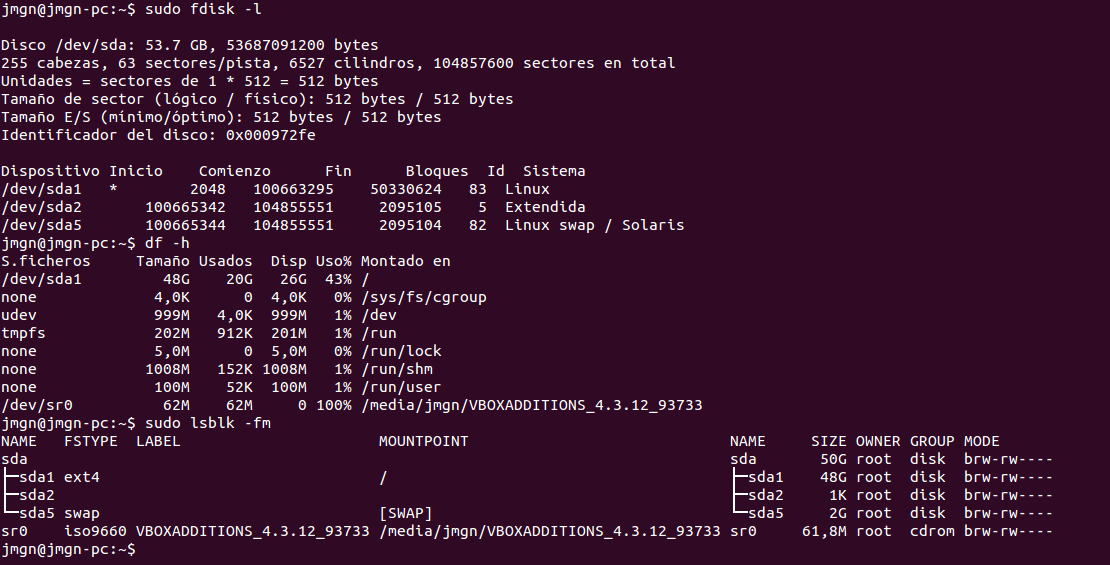 jmgn@jmgn-pc:~$ sudo fdisk -l

Disco /dev/sda: 53.7 GB, 53687091200 bytes
255 cabezas, 63 sectores/pista, 6527 cilindros, 104857600 sectores en total
Unidades = sectores de 1 * 512 = 512 bytes
Tamaño de sector (lógico / físico): 512 bytes / 512 bytes
Tamaño E/S (mínimo/óptimo): 512 bytes / 512 bytes
Identificador del disco: 0x000972fe

Dispositivo Inicio    Comienzo      Fin      Bloques  Id  Sistema
/dev/sda1   *        2048   100663295    50330624   83  Linux
/dev/sda2       100665342   104855551     2095105    5  Extendida
/dev/sda5       100665344   104855551     2095104   82  Linux swap / Solaris
jmgn@jmgn-pc:~$ df -h
S.ficheros     Tamaño Usados  Disp Uso% Montado en
/dev/sda1         48G    20G   26G  43% /
none             4,0K      0  4,0K   0% /sys/fs/cgroup
udev             999M   4,0K  999M   1% /dev
tmpfs            202M   912K  201M   1% /run
none             5,0M      0  5,0M   0% /run/lock
none            1008M   152K 1008M   1% /run/shm
none             100M    52K  100M   1% /run/user
/dev/sr0          62M    62M     0 100% /media/jmgn/VBOXADDITIONS_4.3.12_93733
jmgn@jmgn-pc:~$ sudo lsblk -fm
NAME   FSTYPE  LABEL                      MOUNTPOINT                             NAME     SIZE OWNER GROUP MODE
sda                                                                              sda       50G root  disk  brw-rw----
├─sda1 ext4                               /                                      ├─sda1    48G root  disk  brw-rw----
├─sda2                                                                           ├─sda2     1K root  disk  brw-rw----
└─sda5 swap                               [SWAP]                                 └─sda5     2G root  disk  brw-rw----
sr0    iso9660 VBOXADDITIONS_4.3.12_93733 /media/jmgn/VBOXADDITIONS_4.3.12_93733 sr0     61,8M root  cdrom brw-rw----
jmgn@jmgn-pc:~$